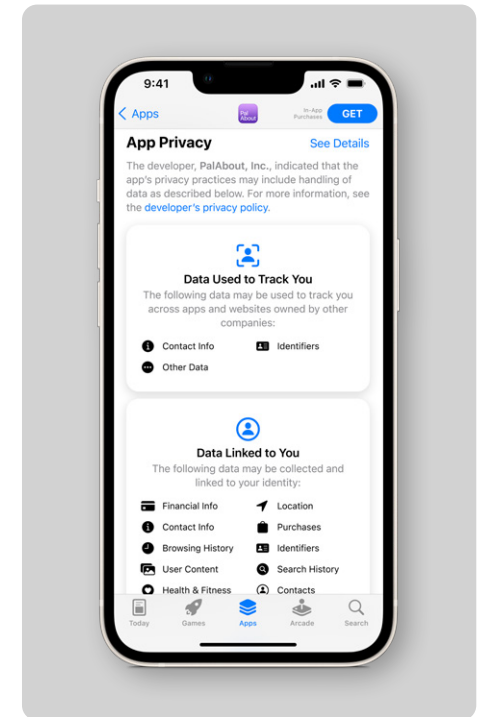 9:41
Apps
Pal
About
In-App
Purchases
GET
App Privacy
See Details
The developer, PalAbout, Inc., indicated that the
app's privacy practices may include handling of
data as described below. For more information, see
the developer's privacy policy.
Data Used to Track You
The following data may be used to track you
across apps and websites owned by other
companies:
Contact Info
Identifiers
Other Data
Data Linked to You
The following data may be collected and
linked to your identity:
Financial Info
Location
Contact Info
Purchases
Browsing History
Identifiers
User Content
Search History
Health & Fitness
Contacts
Today
Games
Apps
Arcade
Search